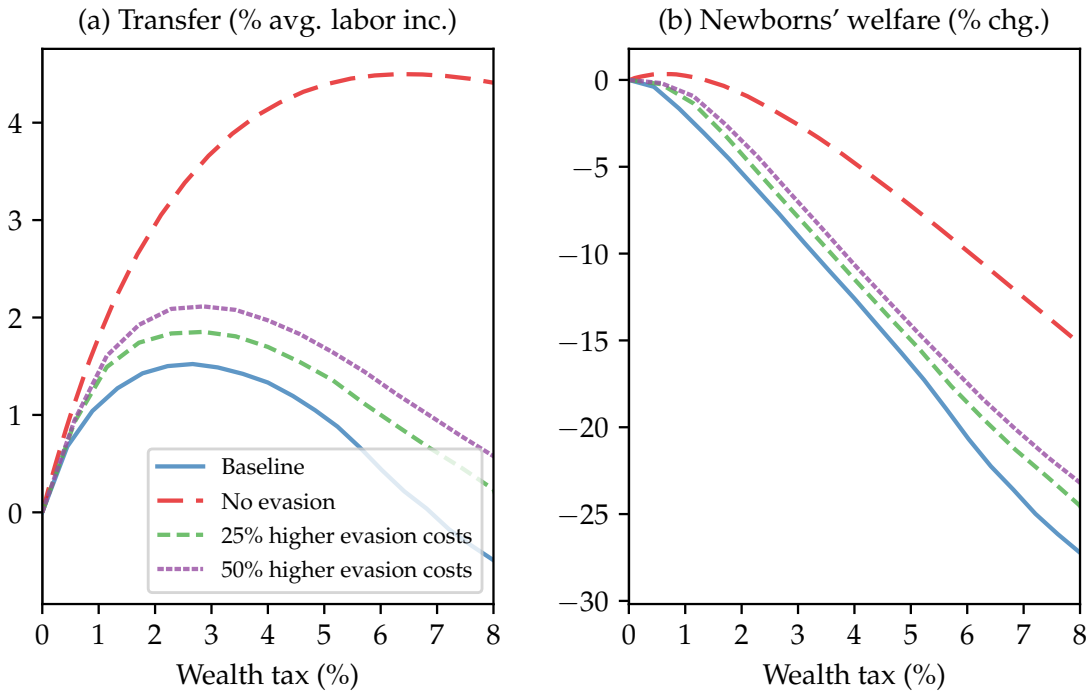 (a) Transfer (% avg. labor inc.)
4
3
2
1
0
0 1 2 3 4 5 6 7 8
Wealth tax (%)
Baseline
No evasion
25% higher evasion costs
50% higher evasion costs
(b) Newborns’ welfare (% chg.)
0
−5
−10
−15
−20
−25
−30
0 1 2 3 4 5 6 7 8
Wealth tax (%)